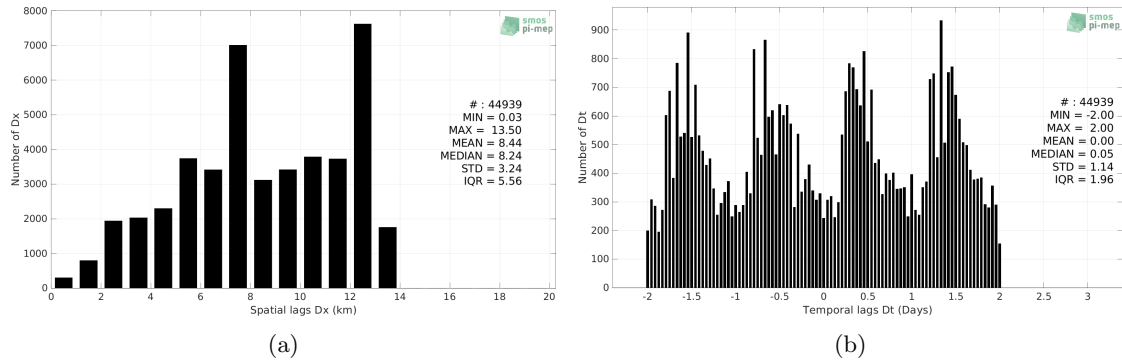 8000
7000
6000
5000
4000
3000
2000
1000
0
Number of Dx
0 2 4 6 8 10 12 14 16 18 20
Spatial lags Dx (km)
smos
pi-mep
# : 44939
MIN = 0.03
MAX = 13.50
MEAN = 8.44
MEDIAN = 8.24
STD = 3.24
IQR = 5.56
(a)
900
800
700
600
500
400
300
200
100
0
Number of Dt
-2 -1.5 -1 -0.5 0 0.5 1 1.5 2 2.5 3
Temporal lags Dt (Days)
smos
pi-mep
# : 44939
MIN = -2.00
MAX = 2.00
MEAN = 0.00
MEDIAN = 0.05
STD = 1.14
IQR = 1.96
(b)